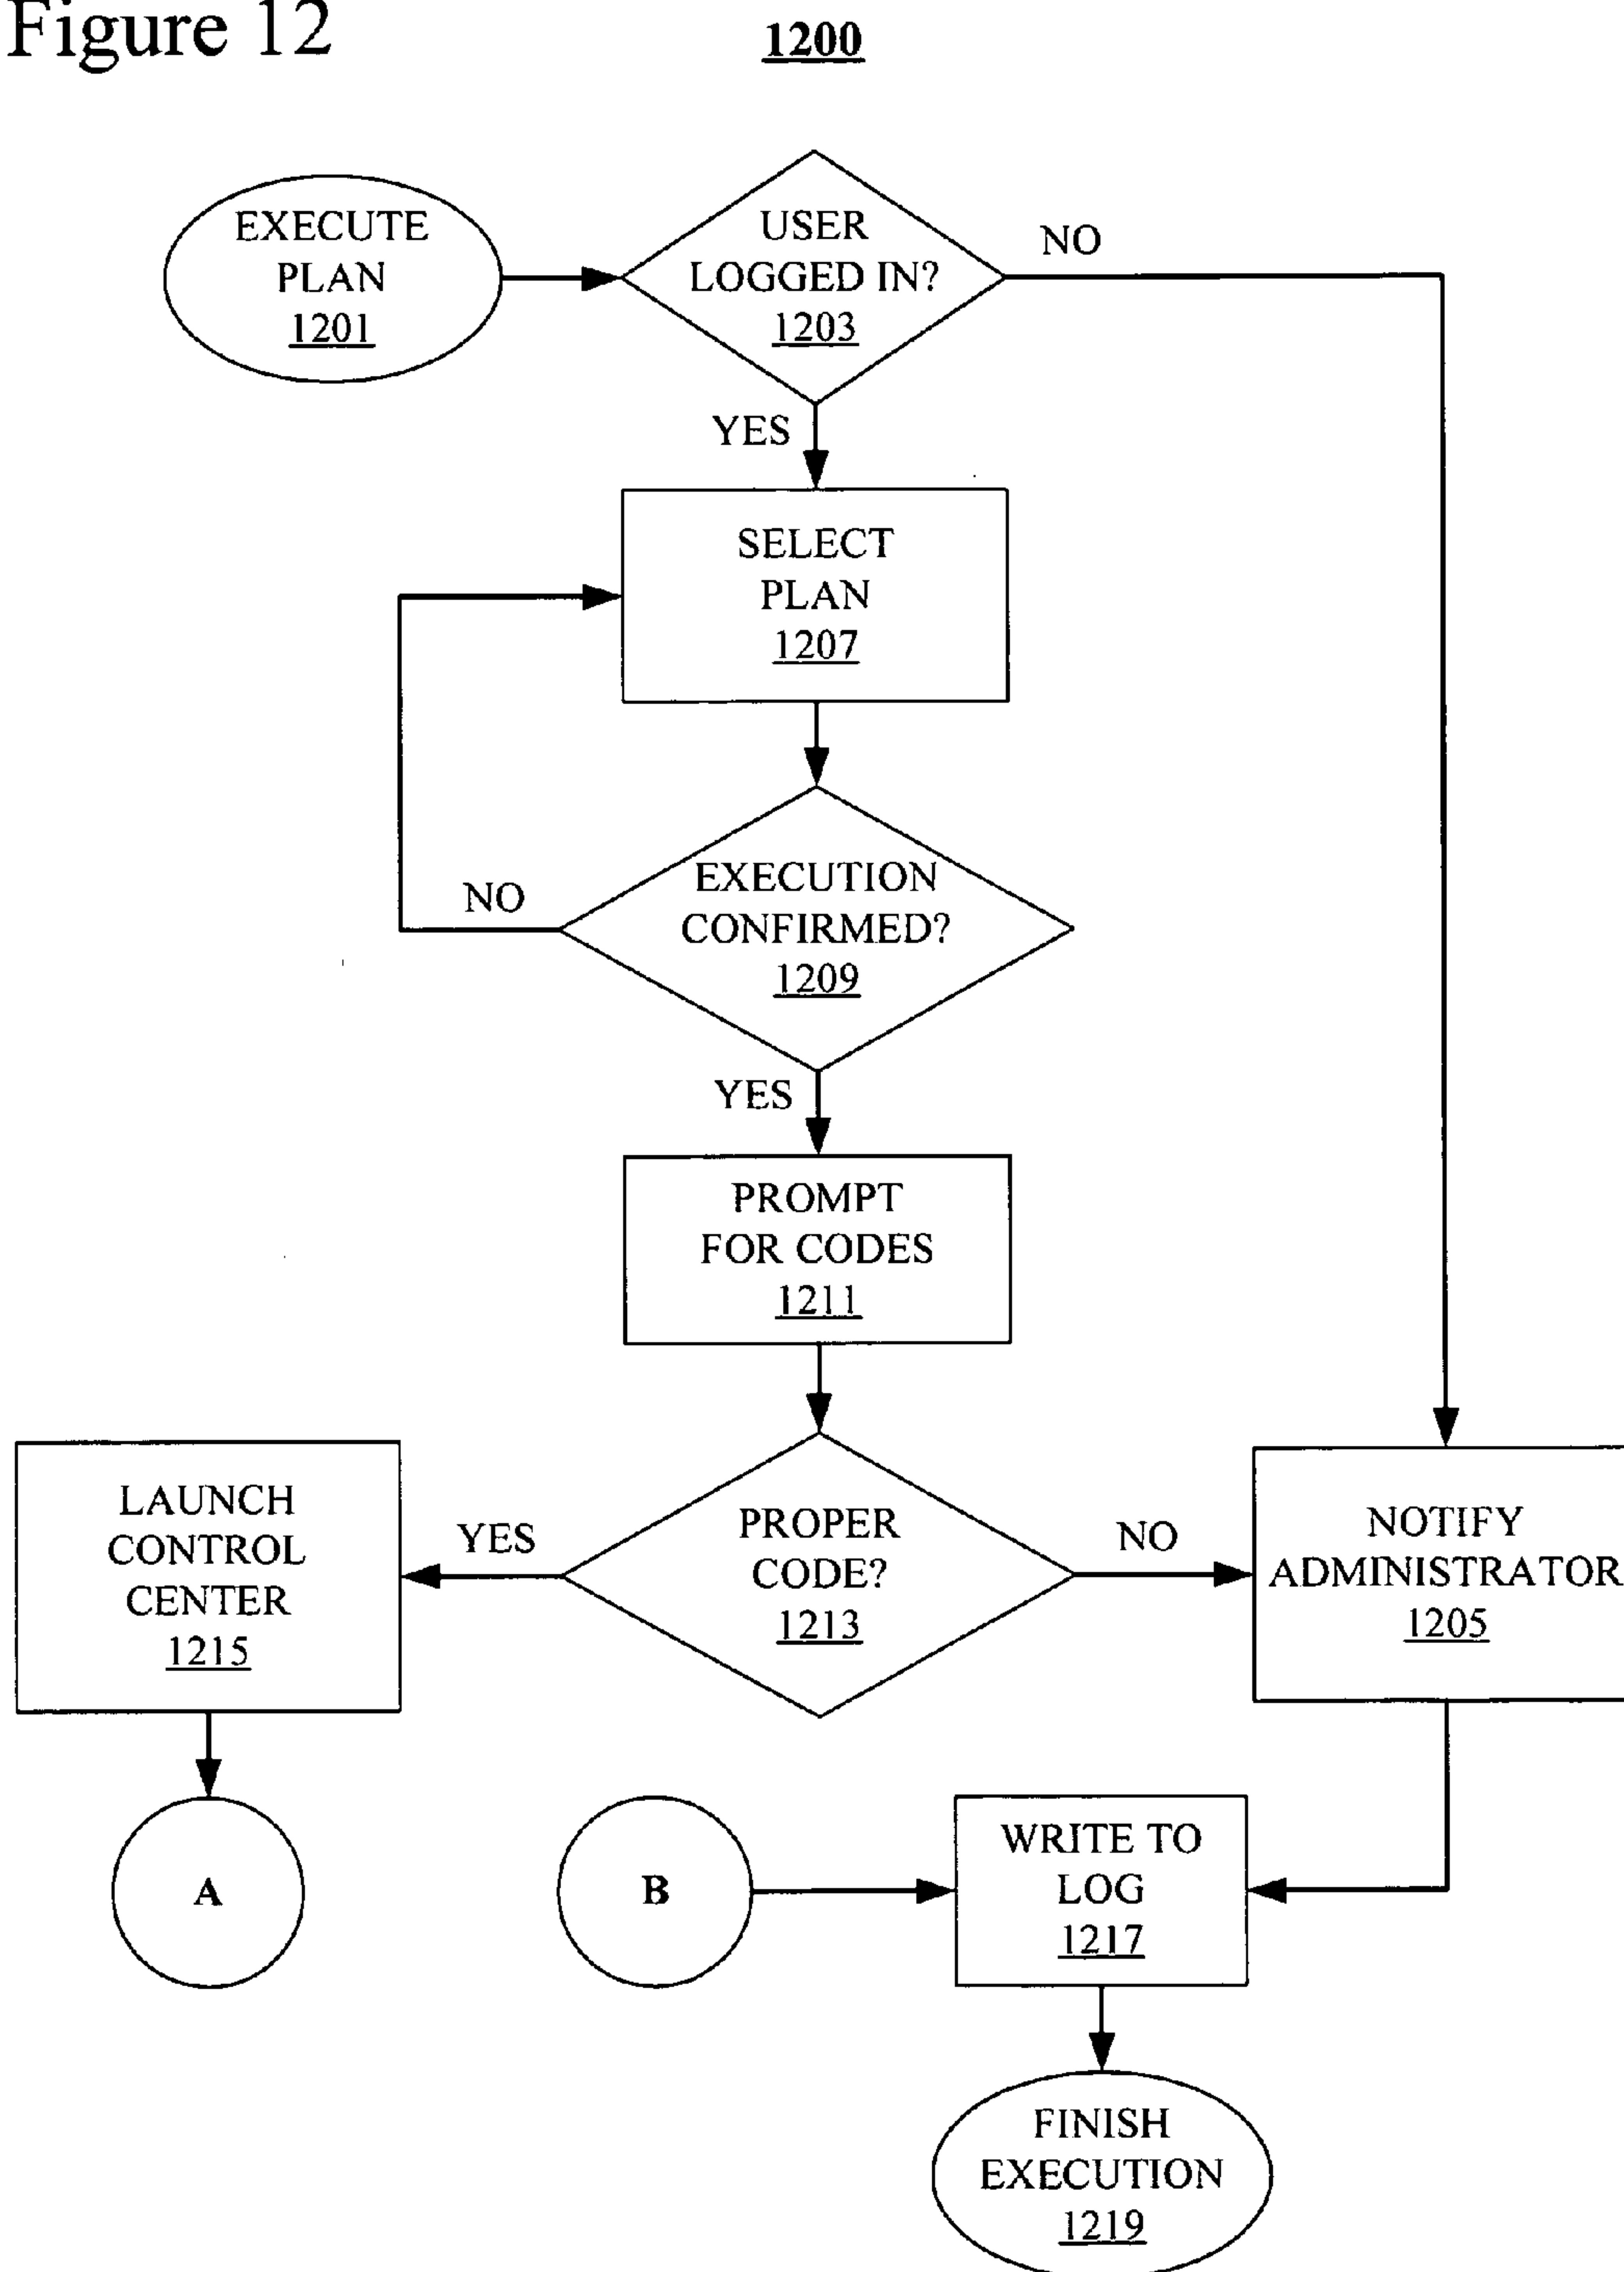 Figure 12
1200
EXECUTE
PLAN
1201
USER
LOGGED IN?
1203
NO
YES
SELECT
PLAN
1207
EXECUTION
CONFIRMED?
1209
NO
YES
PROMPT
FOR CODES
1211
LAUNCH
CONTROL
CENTER
1215
YES
PROPER
CODE?
1213
NO
NOTIFY
ADMINISTRATOR
1205
A
B
WRITE TO
LOG
1217
FINISH
EXECUTION
1219